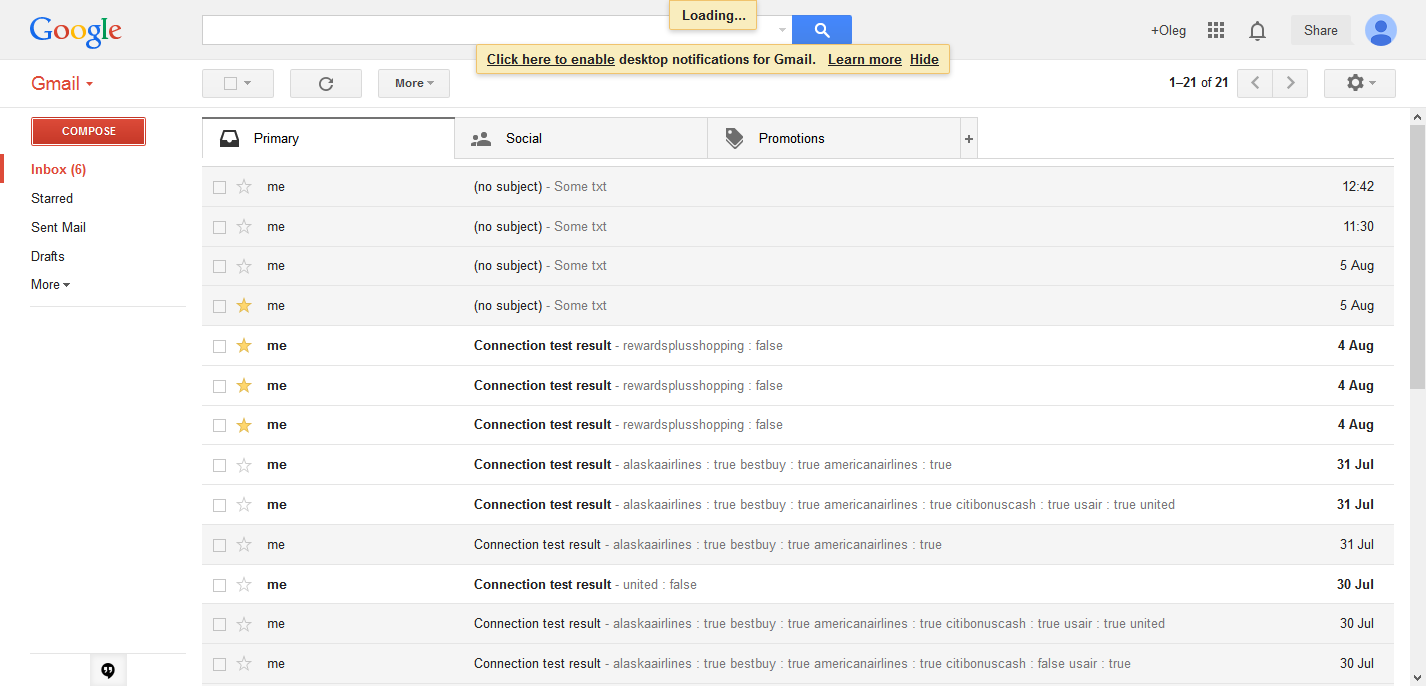 Loading...
Google
+Oleg
Share
Click here to enable desktop notifications for Gmail. Learn more Hide
Gmail
More
1–21 of 21
COMPOSE
Inbox (6)
Starred
Sent Mail
Drafts
More
Primary
Social
Promotions
+
me (no subject) - Some txt 12:42
me (no subject) - Some txt 11:30
me (no subject) - Some txt 5 Aug
me (no subject) - Some txt 5 Aug
me Connection test result - rewardsplusshopping : false 4 Aug
me Connection test result - rewardsplusshopping : false 4 Aug
me Connection test result - rewardsplusshopping : false 4 Aug
me Connection test result - alaskaairlines : true bestbuy : true americanairlines : true 31 Jul
me Connection test result - alaskaairlines : true bestbuy : true americanairlines : true citibonuscash : true usair : true united 31 Jul
me Connection test result - alaskaairlines : true bestbuy : true americanairlines : true 31 Jul
me Connection test result - united : false 30 Jul
me Connection test result - alaskaairlines : true bestbuy : true americanairlines : true citibonuscash : true usair : true united 30 Jul
me Connection test result - alaskaairlines : true bestbuy : true americanairlines : true citibonuscash : false usair : true 30 Jul